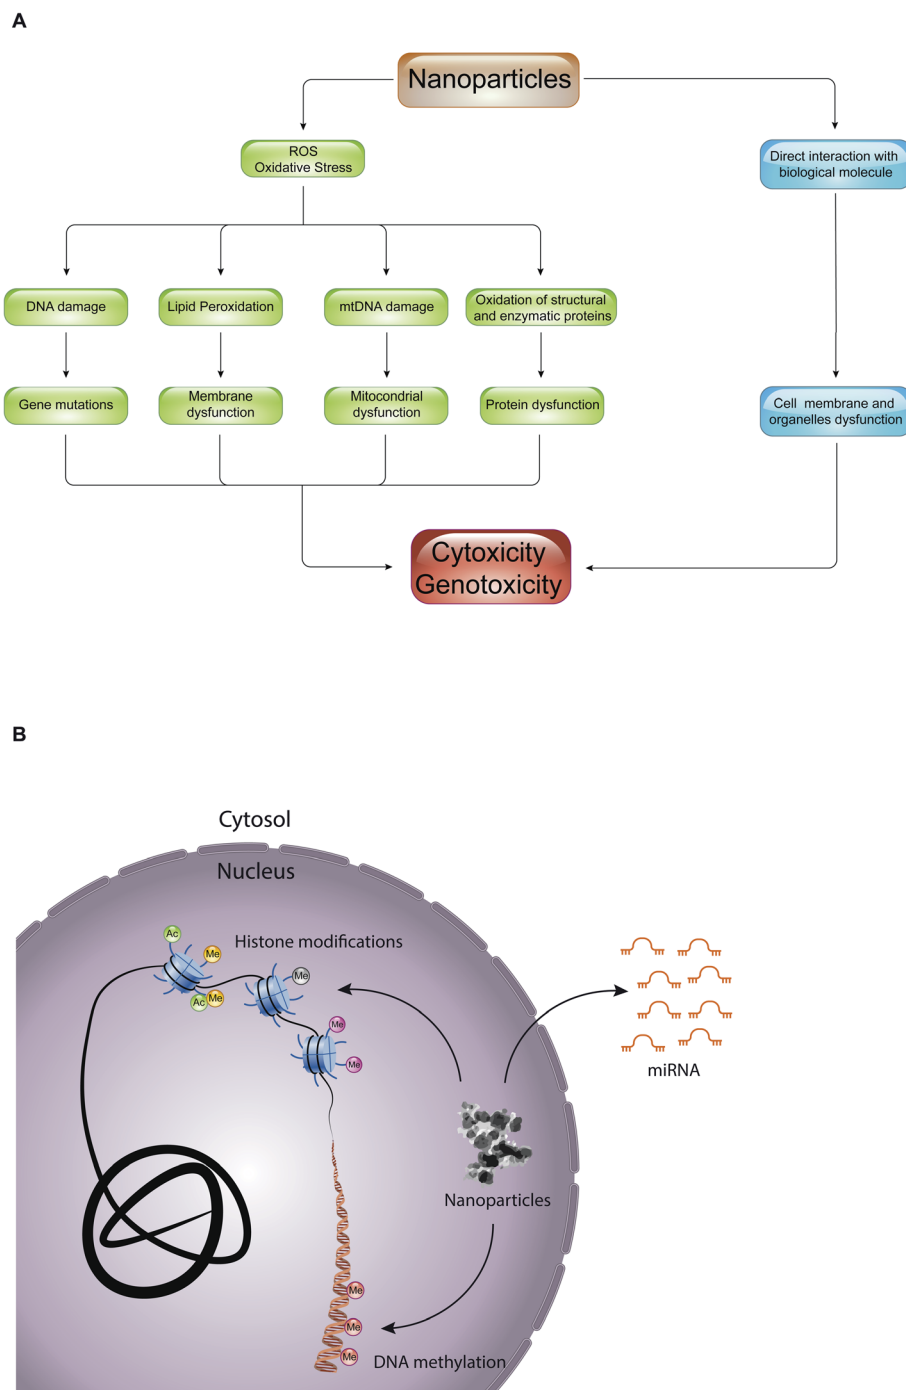 A
Nanoparticles
ROS
Oxidative Stress
Direct interaction with
biological molecule
DNA damage
Lipid Peroxidation
mtDNA damage
Oxidation of structural
and enzymatic proteins
Gene mutations
Membrane
dysfunction
Mitocondrial
dysfunction
Protein dysfunction
Cell membrane and
organelles dysfunction
Cytoxicity
Genotoxicity
B
Cytosol
Nucleus
Histone modifications
Ac
Me
Ac
Me
Me
Me
Me
miRNA
Nanoparticles
Me
Me
Me
DNA methylation